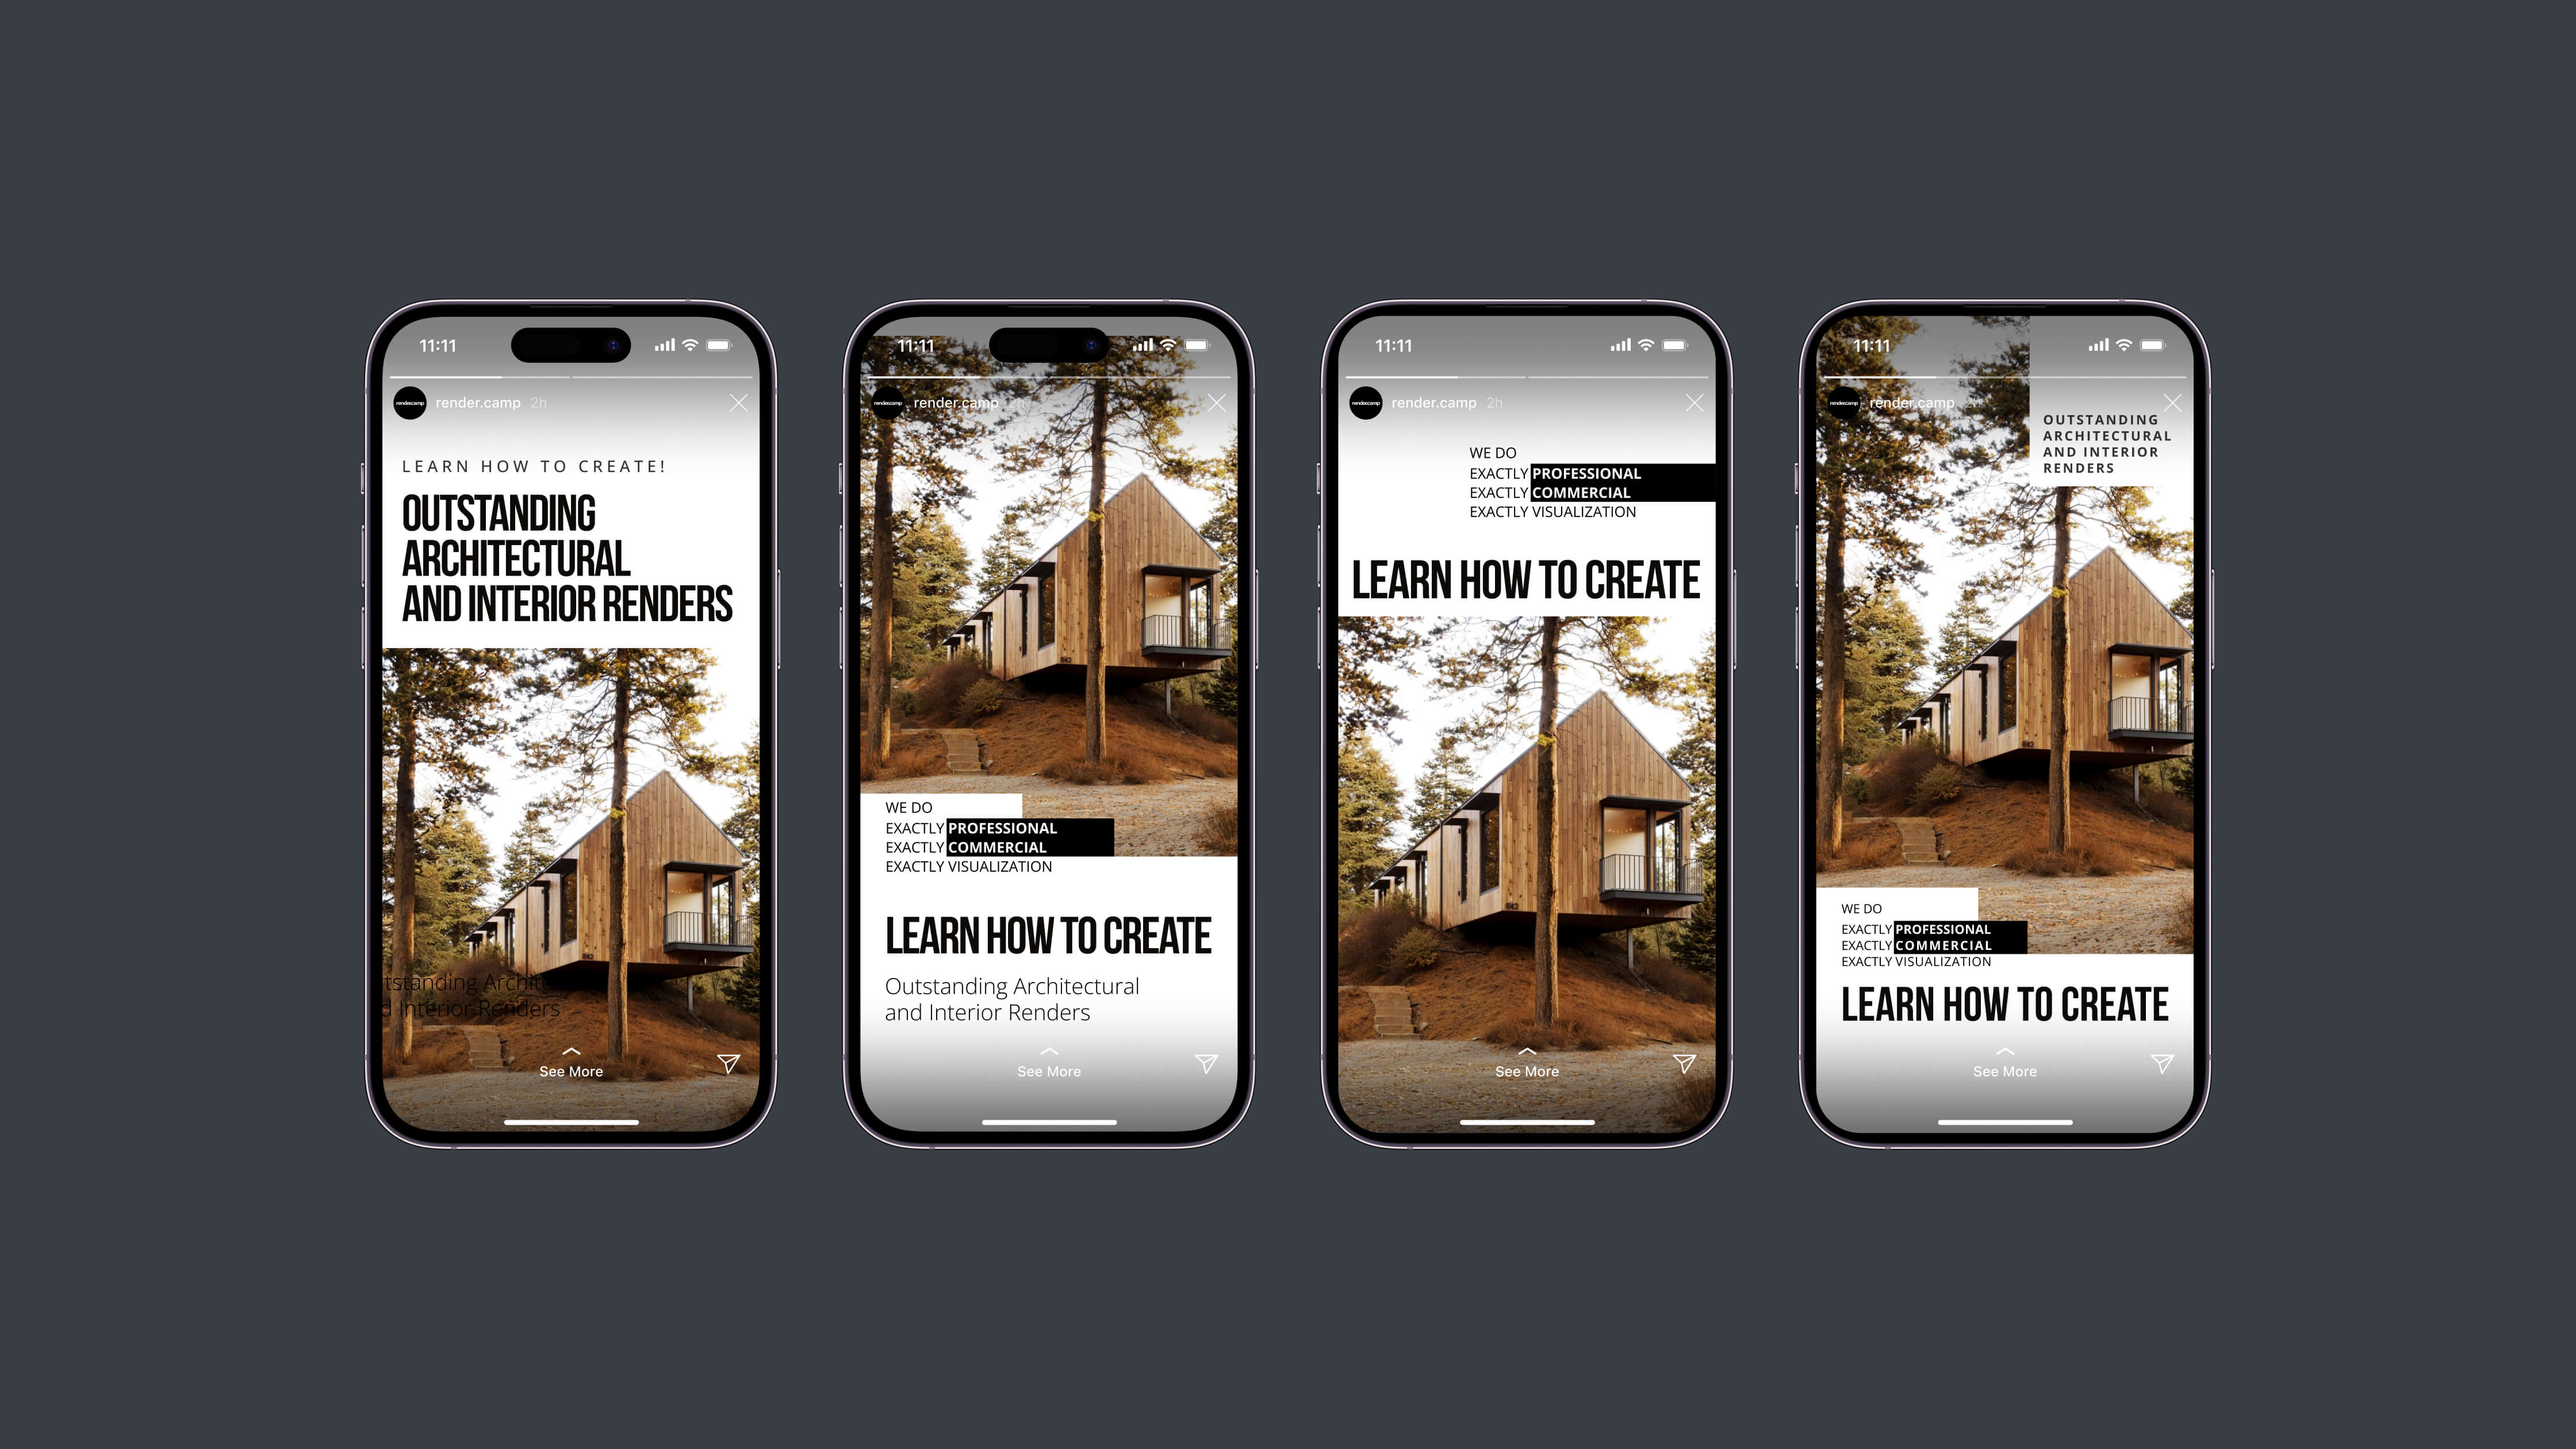 11:11
render.camp 2h
LEARN HOW TO CREATE!
OUTSTANDING
ARCHITECTURAL
AND INTERIOR RENDERS
tstanding Archite
d Interior Renders
See More
11:11
render.camp 2h
WE DO
EXACTLY PROFESSIONAL
EXACTLY COMMERCIAL
EXACTLY VISUALIZATION
LEARN HOW TO CREATE
Outstanding Architectural
and Interior Renders
See More
11:11
render.camp 2h
WE DO
EXACTLY PROFESSIONAL
EXACTLY COMMERCIAL
EXACTLY VISUALIZATION
LEARN HOW TO CREATE
See More
11:11
render.camp 2h
OUTSTANDING
ARCHITECTURAL
AND INTERIOR
RENDERS
WE DO
EXACTLY PROFESSIONAL
EXACTLY COMMERCIAL
EXACTLY VISUALIZATION
LEARN HOW TO CREATE
See More